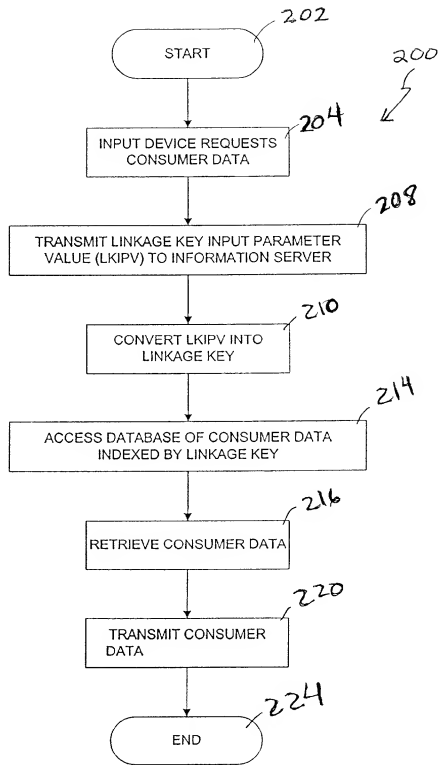 202
START
200
204
INPUT DEVICE REQUESTS
CONSUMER DATA
208
TRANSMIT LINKAGE KEY INPUT PARAMETER
VALUE (LKIPV) TO INFORMATION SERVER
210
CONVERT LKIPV INTO
LINKAGE KEY
214
ACCESS DATABASE OF CONSUMER DATA
INDEXED BY LINKAGE KEY
216
RETRIEVE CONSUMER DATA
220
TRANSMIT CONSUMER
DATA
224
END